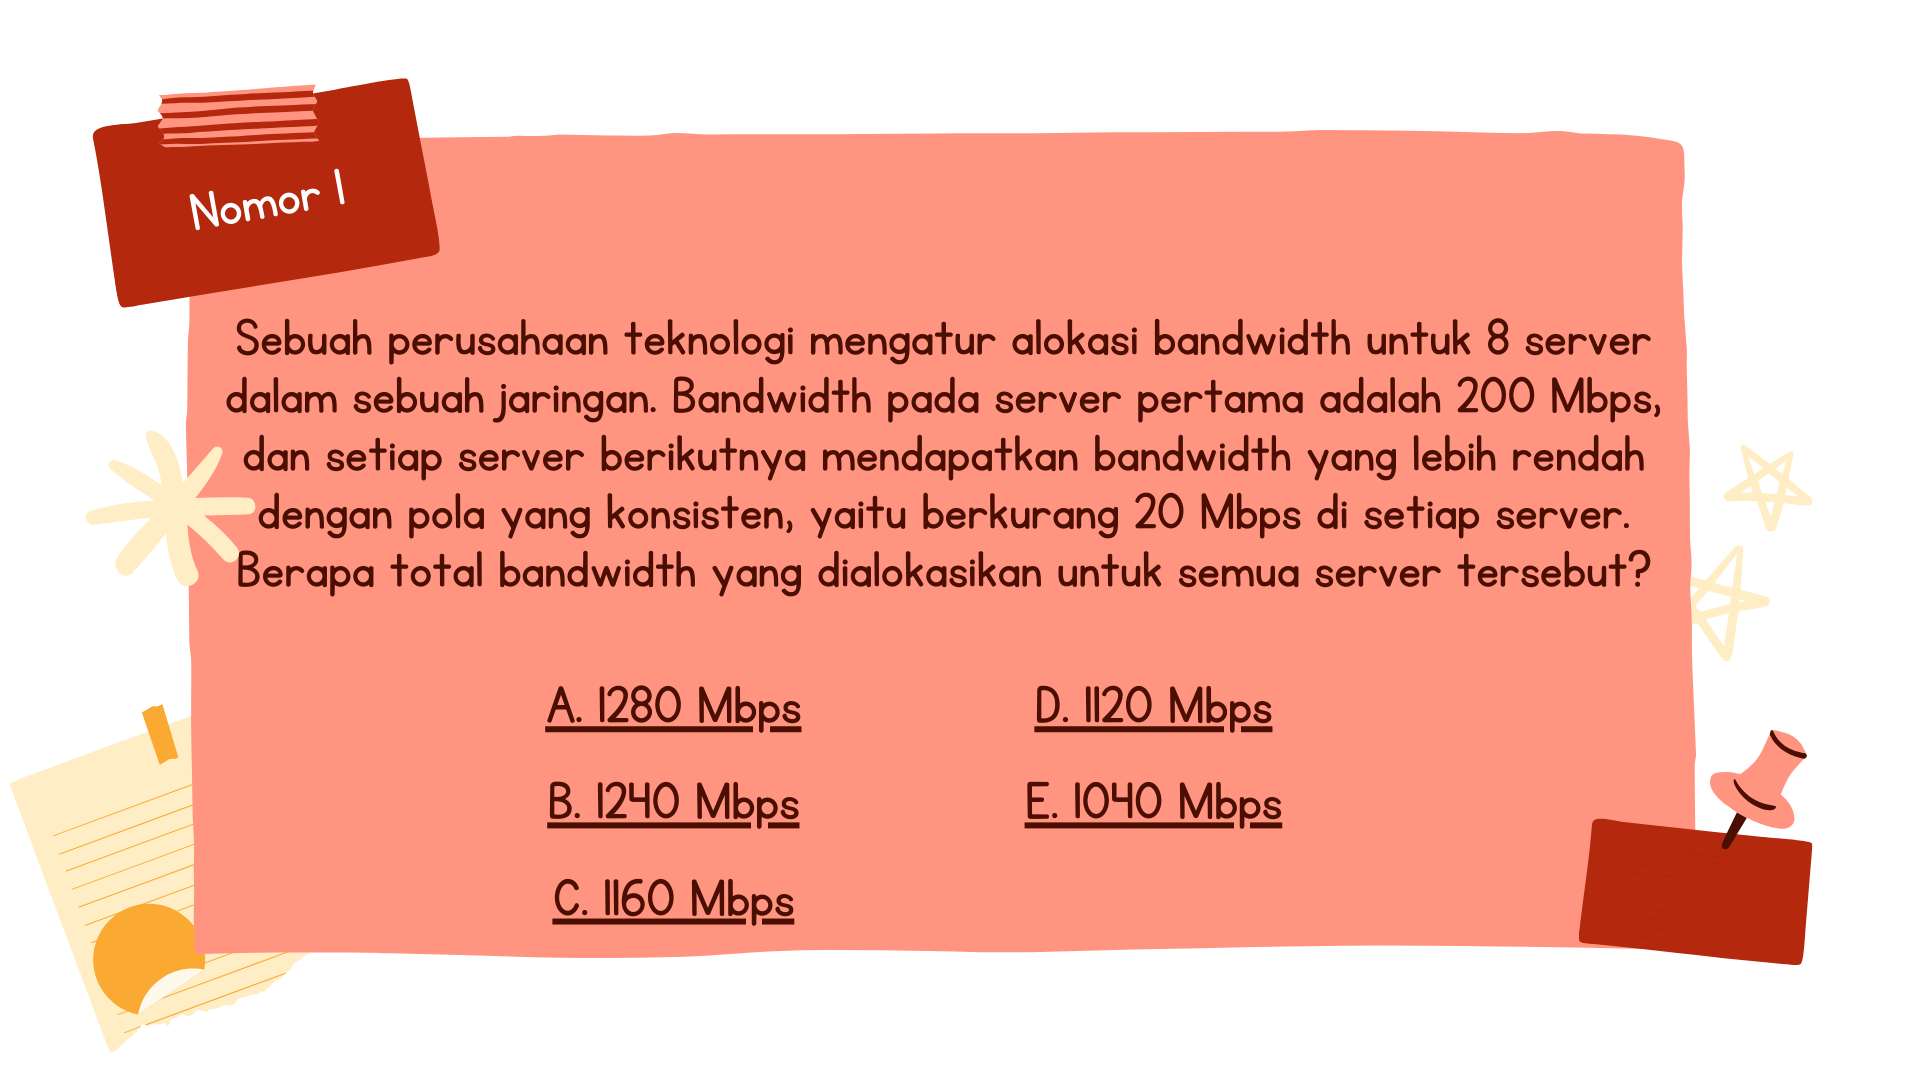 Nomor 1
Sebuah perusahaan teknologi mengatur alokasi bandwidth untuk 8 server
dalam sebuah jaringan. Bandwidth pada server pertama adalah 200 Mbps,
dan setiap server berikutnya mendapatkan bandwidth yang lebih rendah
dengan pola yang konsisten, yaitu berkurang 20 Mbps di setiap server.
Berapa total bandwidth yang dialokasikan untuk semua server tersebut?
A. 1280 Mbps
B. 1240 Mbps
C. 1160 Mbps
D. 1120 Mbps
E. 1040 Mbps